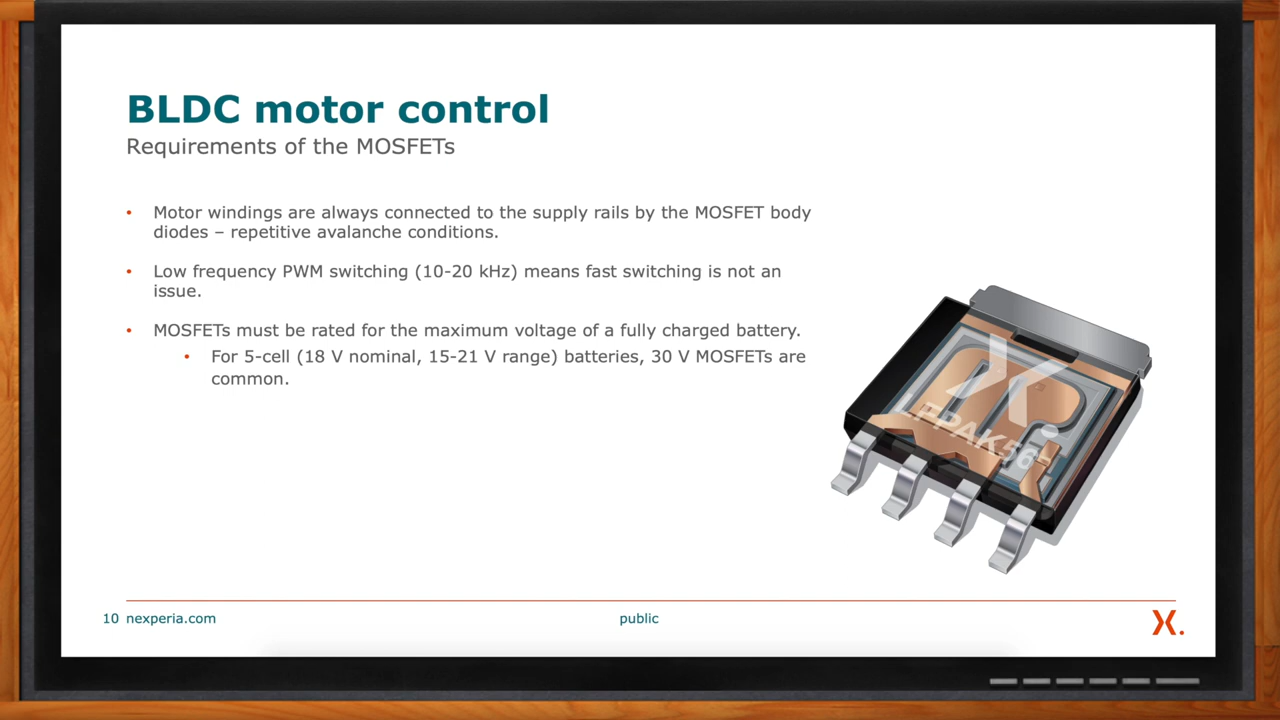 BLDC motor control
Requirements of the MOSFETs
• Motor windings are always connected to the supply rails by the MOSFET body
diodes – repetitive avalanche conditions.
• Low frequency PWM switching (10-20 kHz) means fast switching is not an
issue.
• MOSFETs must be rated for the maximum voltage of a fully charged battery.
• For 5-cell (18 V nominal, 15-21 V range) batteries, 30 V MOSFETs are
common.
LFPAK56
10 nexperia.com
public